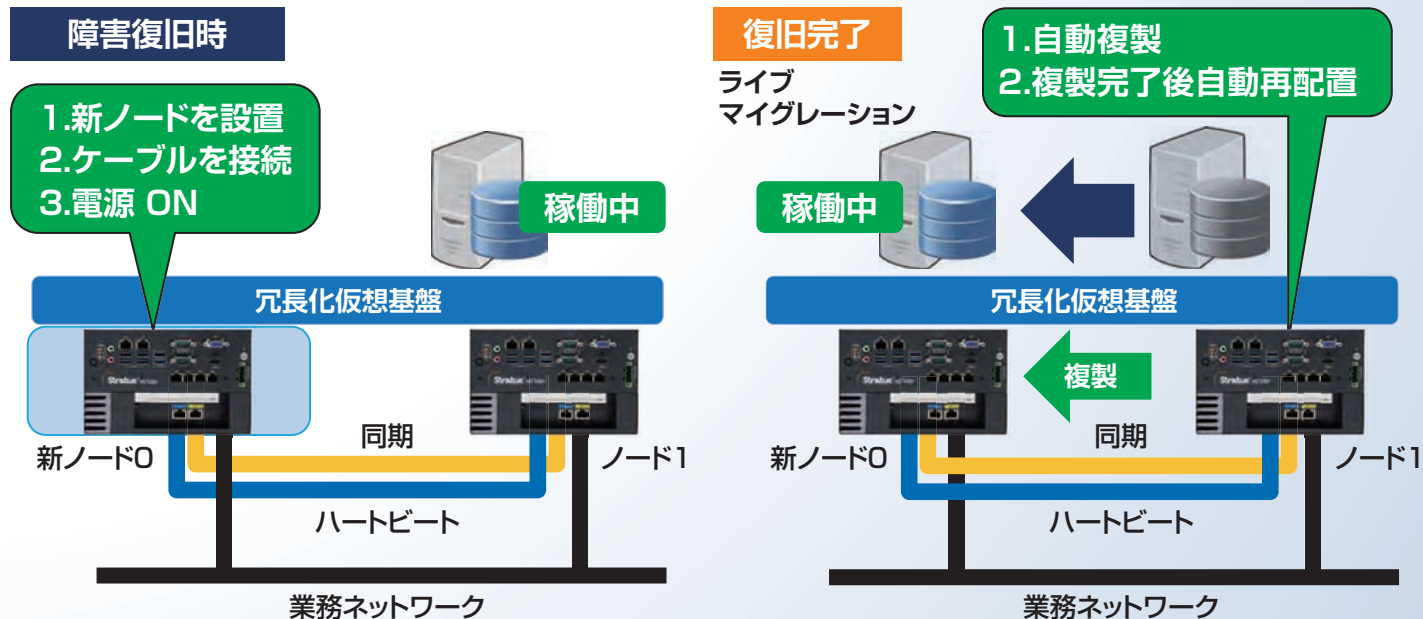 障害復旧時
1.新ノードを設置
2.ケーブルを接続
3.電源 ON
稼働中
冗長化仮想基盤
Stratus
Stratus
新ノード0
同期
ノード1
ハートビート
業務ネットワーク
復旧完了
ライブ
マイグレーション
1.自動複製
2.複製完了後自動再配置
稼働中
冗長化仮想基盤
Stratus
複製
Stratus
新ノード0
同期
ノード1
ハートビート
業務ネットワーク